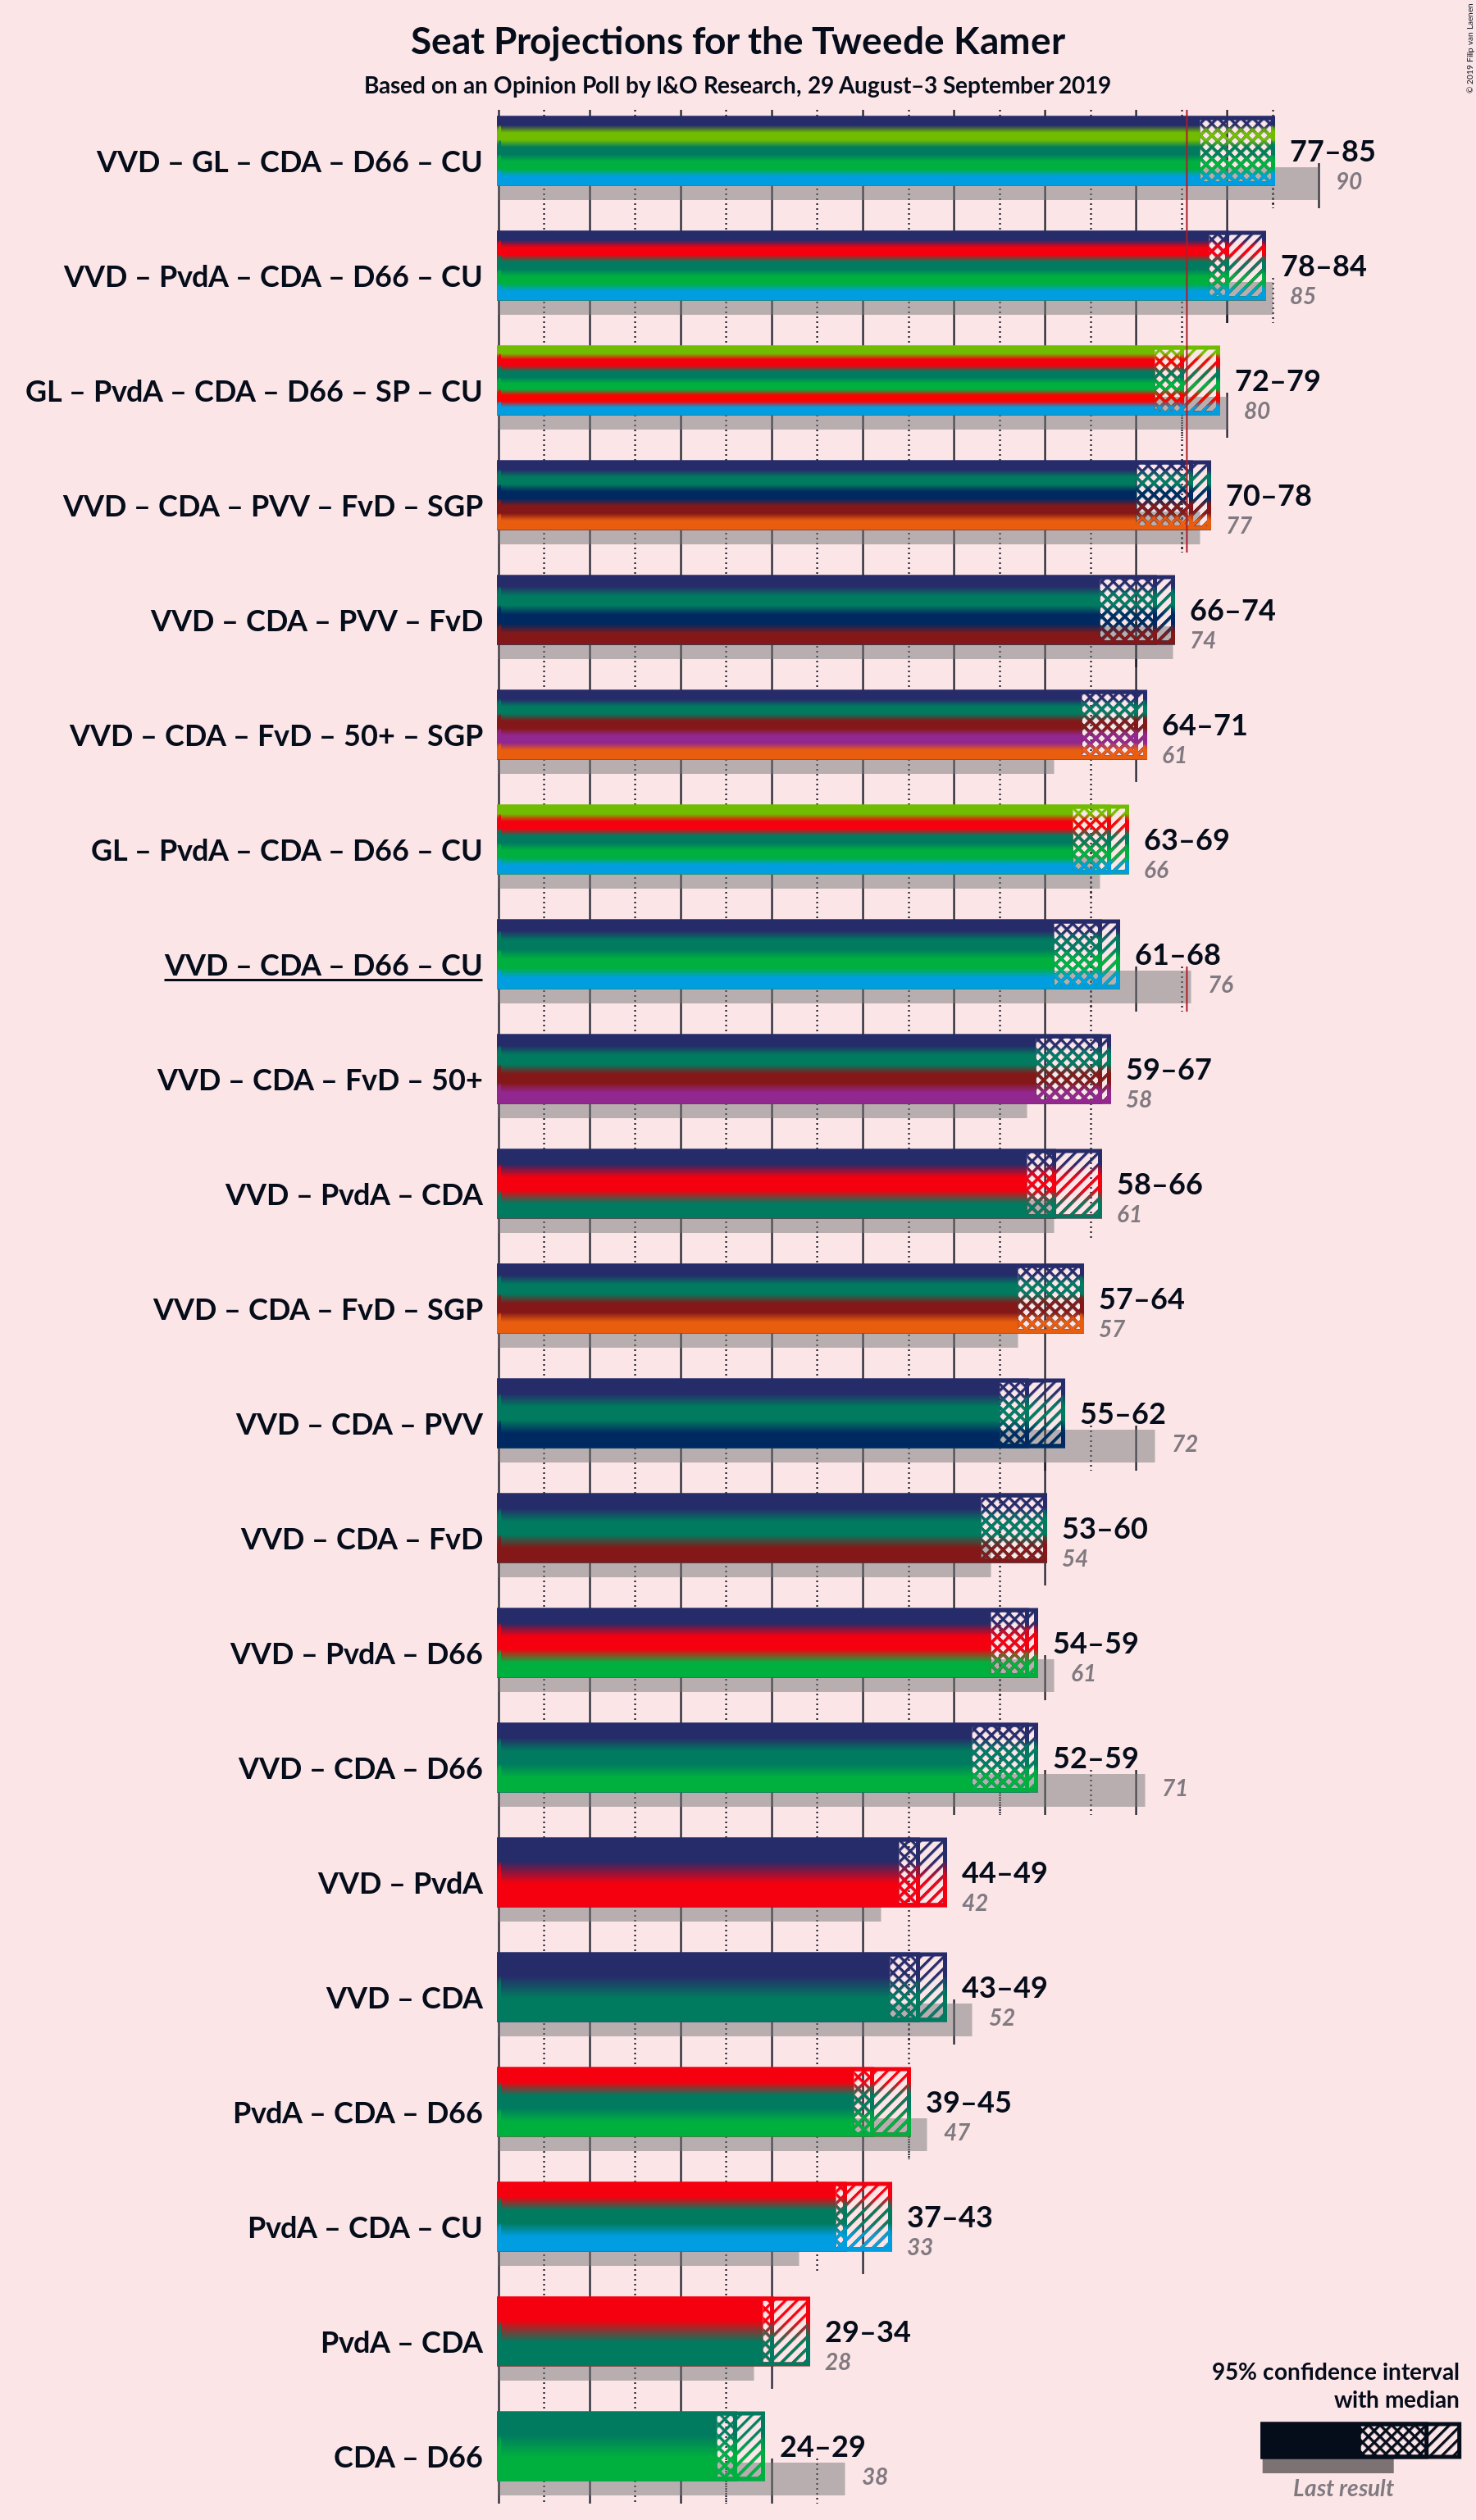 © 2019 Filip van Laenen
Seat Projections for the Tweede Kamer
Based on an Opinion Poll by I&O Research, 29 August–3 September 2019
VVD – GL – CDA – D66 – CU 77–85
90
VVD – PvdA – CDA – D66 – CU 78–84
85
GL – PvdA – CDA – D66 – SP – CU 72–79
80
VVD – CDA – PVV – FvD – SGP 70–78
77
VVD – CDA – PVV – FvD 66–74
74
VVD – CDA – FvD – 50+ – SGP 64–71
61
GL – PvdA – CDA – D66 – CU 63–69
66
VVD – CDA – D66 – CU 61–68
76
VVD – CDA – FvD – 50+ 59–67
58
VVD – PvdA – CDA 58–66
61
VVD – CDA – FvD – SGP 57–64
57
VVD – CDA – PVV 55–62
72
VVD – CDA – FvD 53–60
54
VVD – PvdA – D66 54–59
61
VVD – CDA – D66 52–59
71
VVD – PvdA 44–49
42
VVD – CDA 43–49
52
PvdA – CDA – D66 39–45
47
PvdA – CDA – CU 37–43
33
PvdA – CDA 29–34
28
CDA – D66 24–29
38
95% confidence interval
with median
Last result